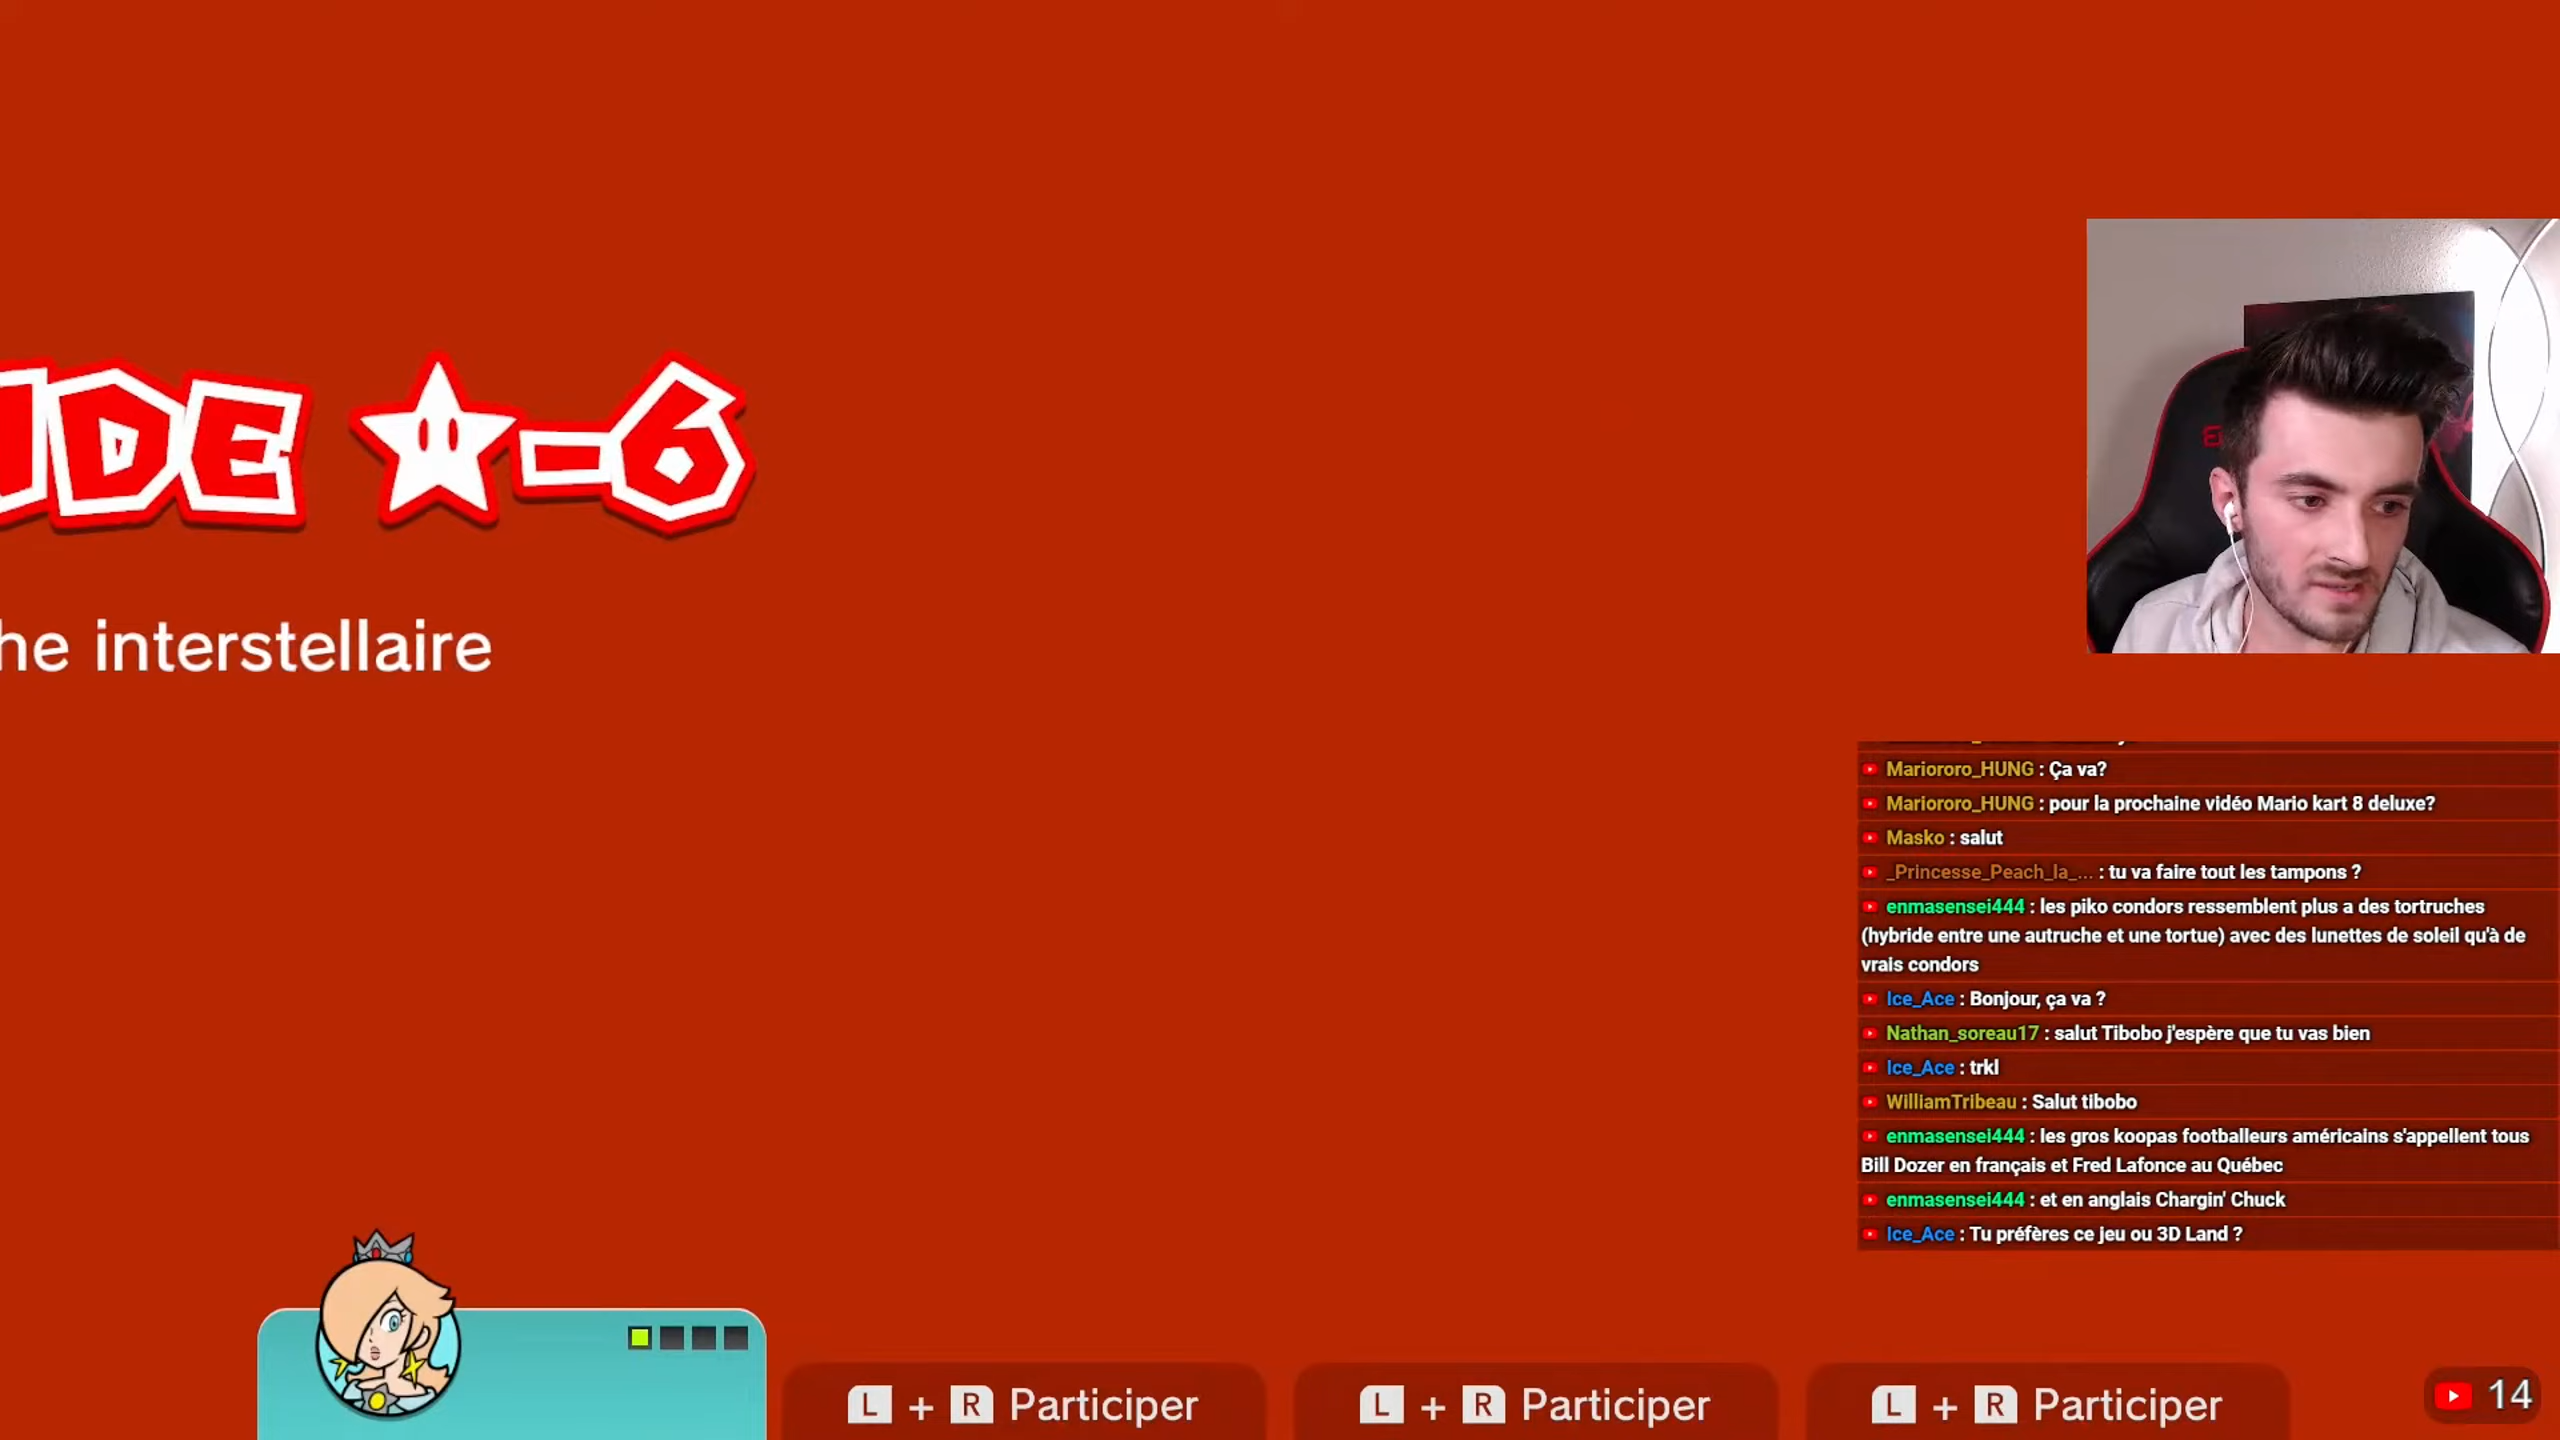 DE ★-6
he interstellaire
Mariororo_HUNG : Ça va?
Mariororo_HUNG : pour la prochaine vidéo Mario kart 8 deluxe?
Masko : salut
_Princesse_Peach_la_... : tu va faire tout les tampons ?
enmasensei444 : les piko condors ressemblent plus a des tortruches
(hybride entre une autruche et une tortue) avec des lunettes de soleil qu'à de
vrais condors
Ice_Ace : Bonjour, ça va ?
Nathan_soreau17 : salut Tibobo j'espère que tu vas bien
Ice_Ace : trkl
WilliamTribeau : Salut tibobo
enmasensei444 : les gros koopas footballeurs américains s'appellent tous
Bill Dozer en français et Fred Lafonce au Québec
enmasensei444 : et en anglais Chargin' Chuck
Ice_Ace : Tu préfères ce jeu ou 3D Land ?
L + R Participer
L + R Participer
L + R Participer
14